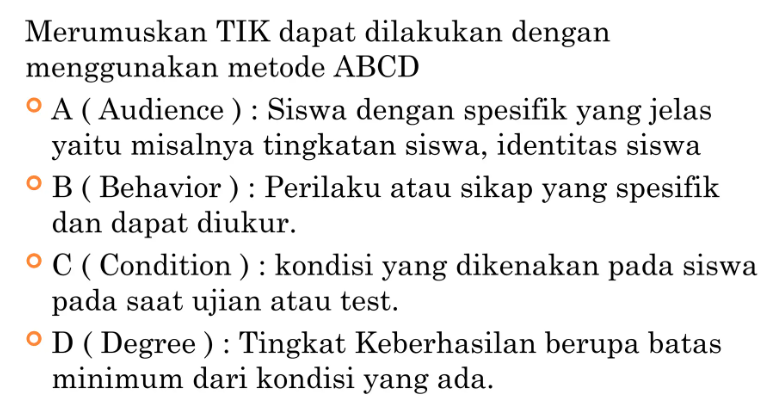 Merumuskan TIK dapat dilakukan dengan
menggunakan metode ABCD
A ( Audience ) : Siswa dengan spesifik yang jelas
yaitu misalnya tingkatan siswa, identitas siswa
B ( Behavior ) : Perilaku atau sikap yang spesifik
dan dapat diukur.
C ( Condition ) : kondisi yang dikenakan pada siswa
pada saat ujian atau test.
D ( Degree ) : Tingkat Keberhasilan berupa batas
minimum dari kondisi yang ada.